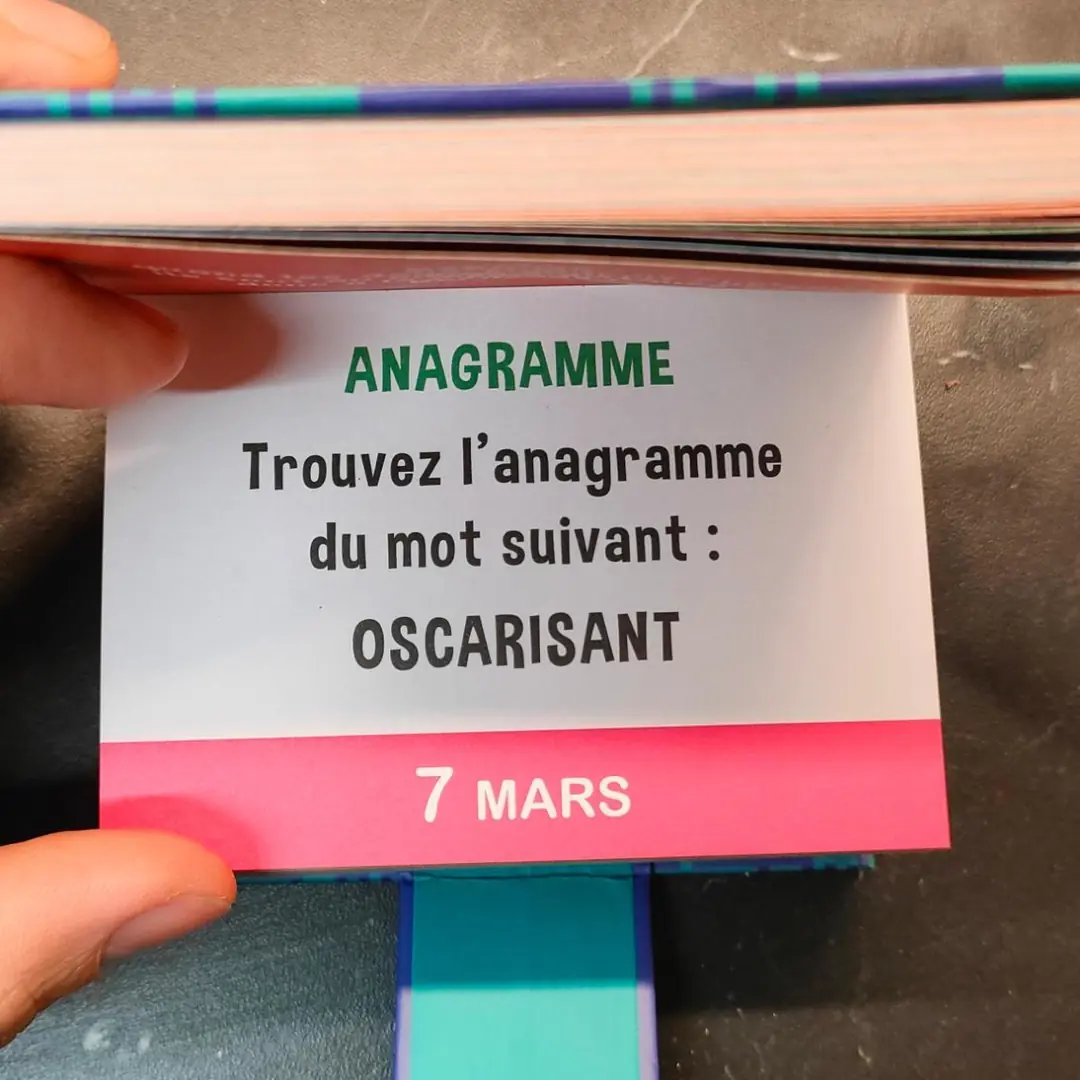 ANAGRAMME
Trouvez l'anagramme
du mot suivant :
OSCARISANT
7 MARS